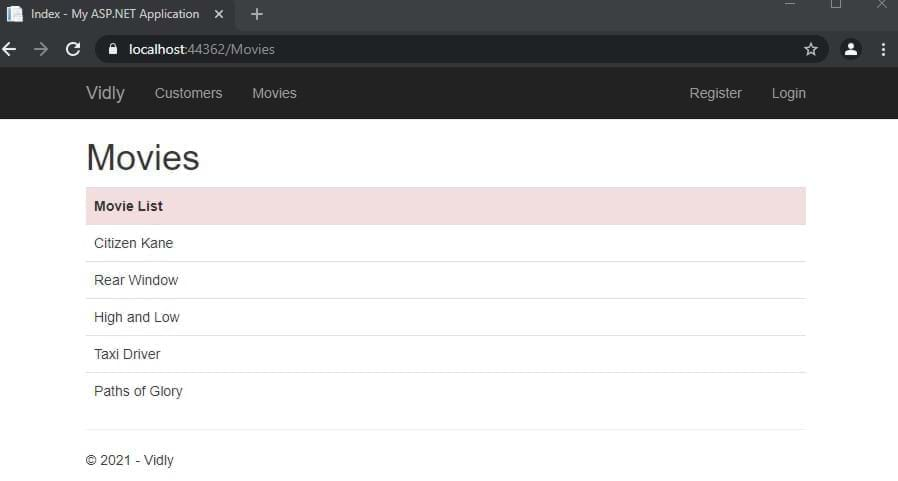 Index - My ASP.NET Application
localhost:44362/Movies
Vidly Customers Movies Register Login
Movies
Movie List
Citizen Kane
Rear Window
High and Low
Taxi Driver
Paths of Glory
© 2021 - Vidly